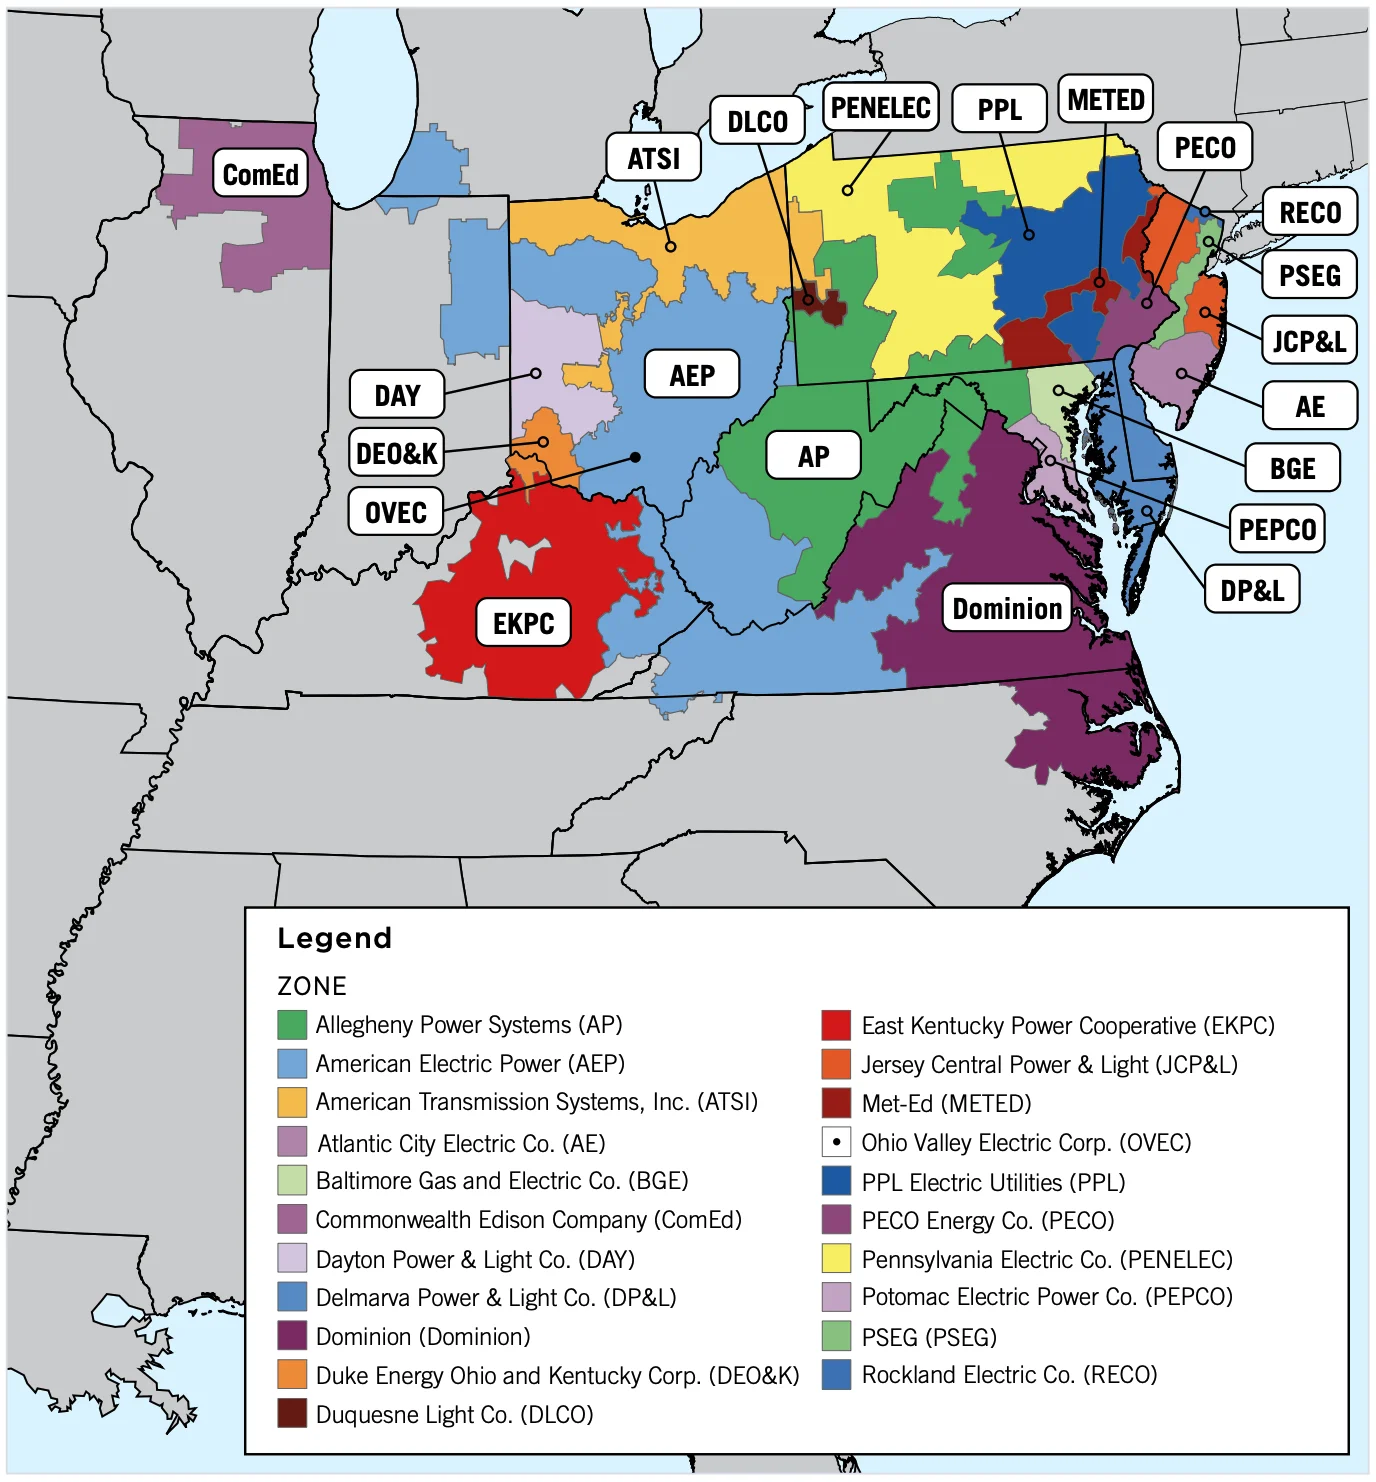 DLCO
PENELEC
PPL
METED
ATSI
PECO
ComEd
RECO
PSEG
JCP&L
DAY
AEP
AE
DEO&K
AP
BGE
OVEC
PEPCO
DP&L
EKPC
Dominion
Legend
ZONE
Allegheny Power Systems (AP)
American Electric Power (AEP)
American Transmission Systems, Inc. (ATSI)
Atlantic City Electric Co. (AE)
Baltimore Gas and Electric Co. (BGE)
Commonwealth Edison Company (ComEd)
Dayton Power & Light Co. (DAY)
Delmarva Power & Light Co. (DP&L)
Dominion (Dominion)
Duke Energy Ohio and Kentucky Corp. (DEO&K)
Duquesne Light Co. (DLCO)
East Kentucky Power Cooperative (EKPC)
Jersey Central Power & Light (JCP&L)
Met-Ed (METED)
Ohio Valley Electric Corp. (OVEC)
PPL Electric Utilities (PPL)
PECO Energy Co. (PECO)
Pennsylvania Electric Co. (PENELEC)
Potomac Electric Power Co. (PEPCO)
PSEG (PSEG)
Rockland Electric Co. (RECO)